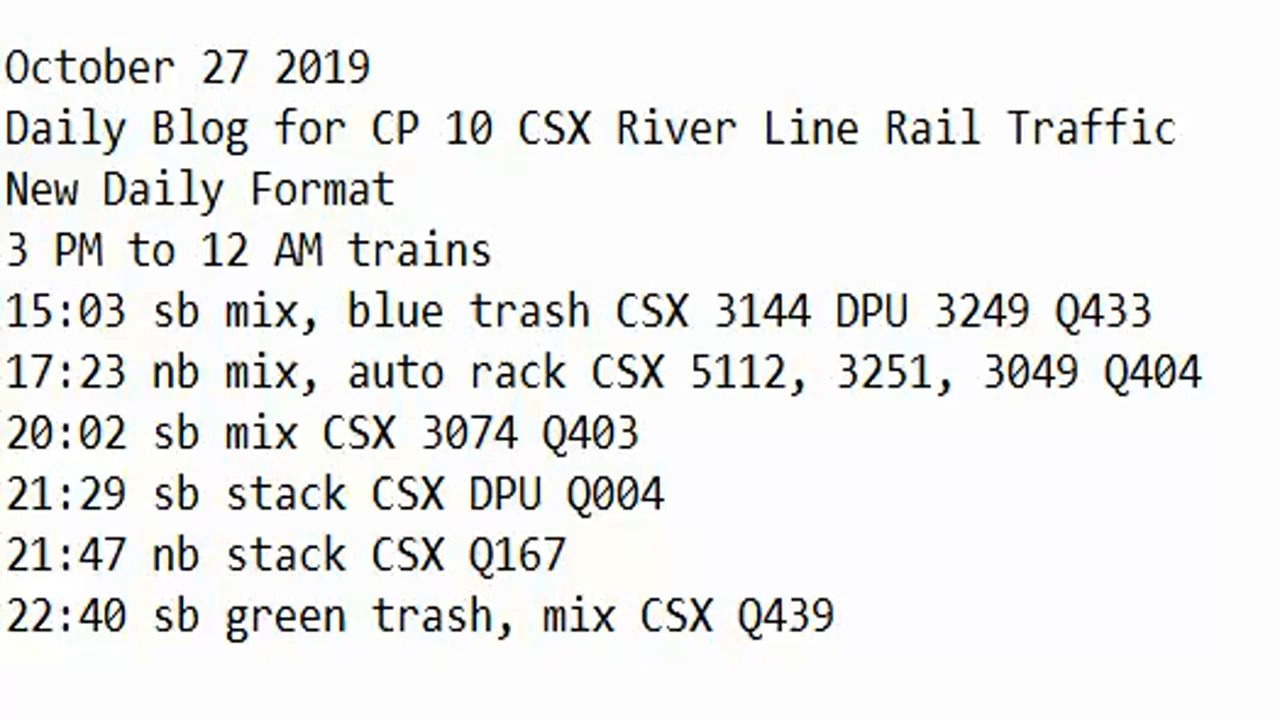 October 27 2019
Daily Blog for CP 10 CSX River Line Rail Traffic
New Daily Format
3 PM to 12 AM trains
15:03 sb mix, blue trash CSX 3144 DPU 3249 Q433
17:23 nb mix, auto rack CSX 5112, 3251, 3049 Q404
20:02 sb mix CSX 3074 Q403
21:29 sb stack CSX DPU Q004
21:47 nb stack CSX Q167
22:40 sb green trash, mix CSX Q439